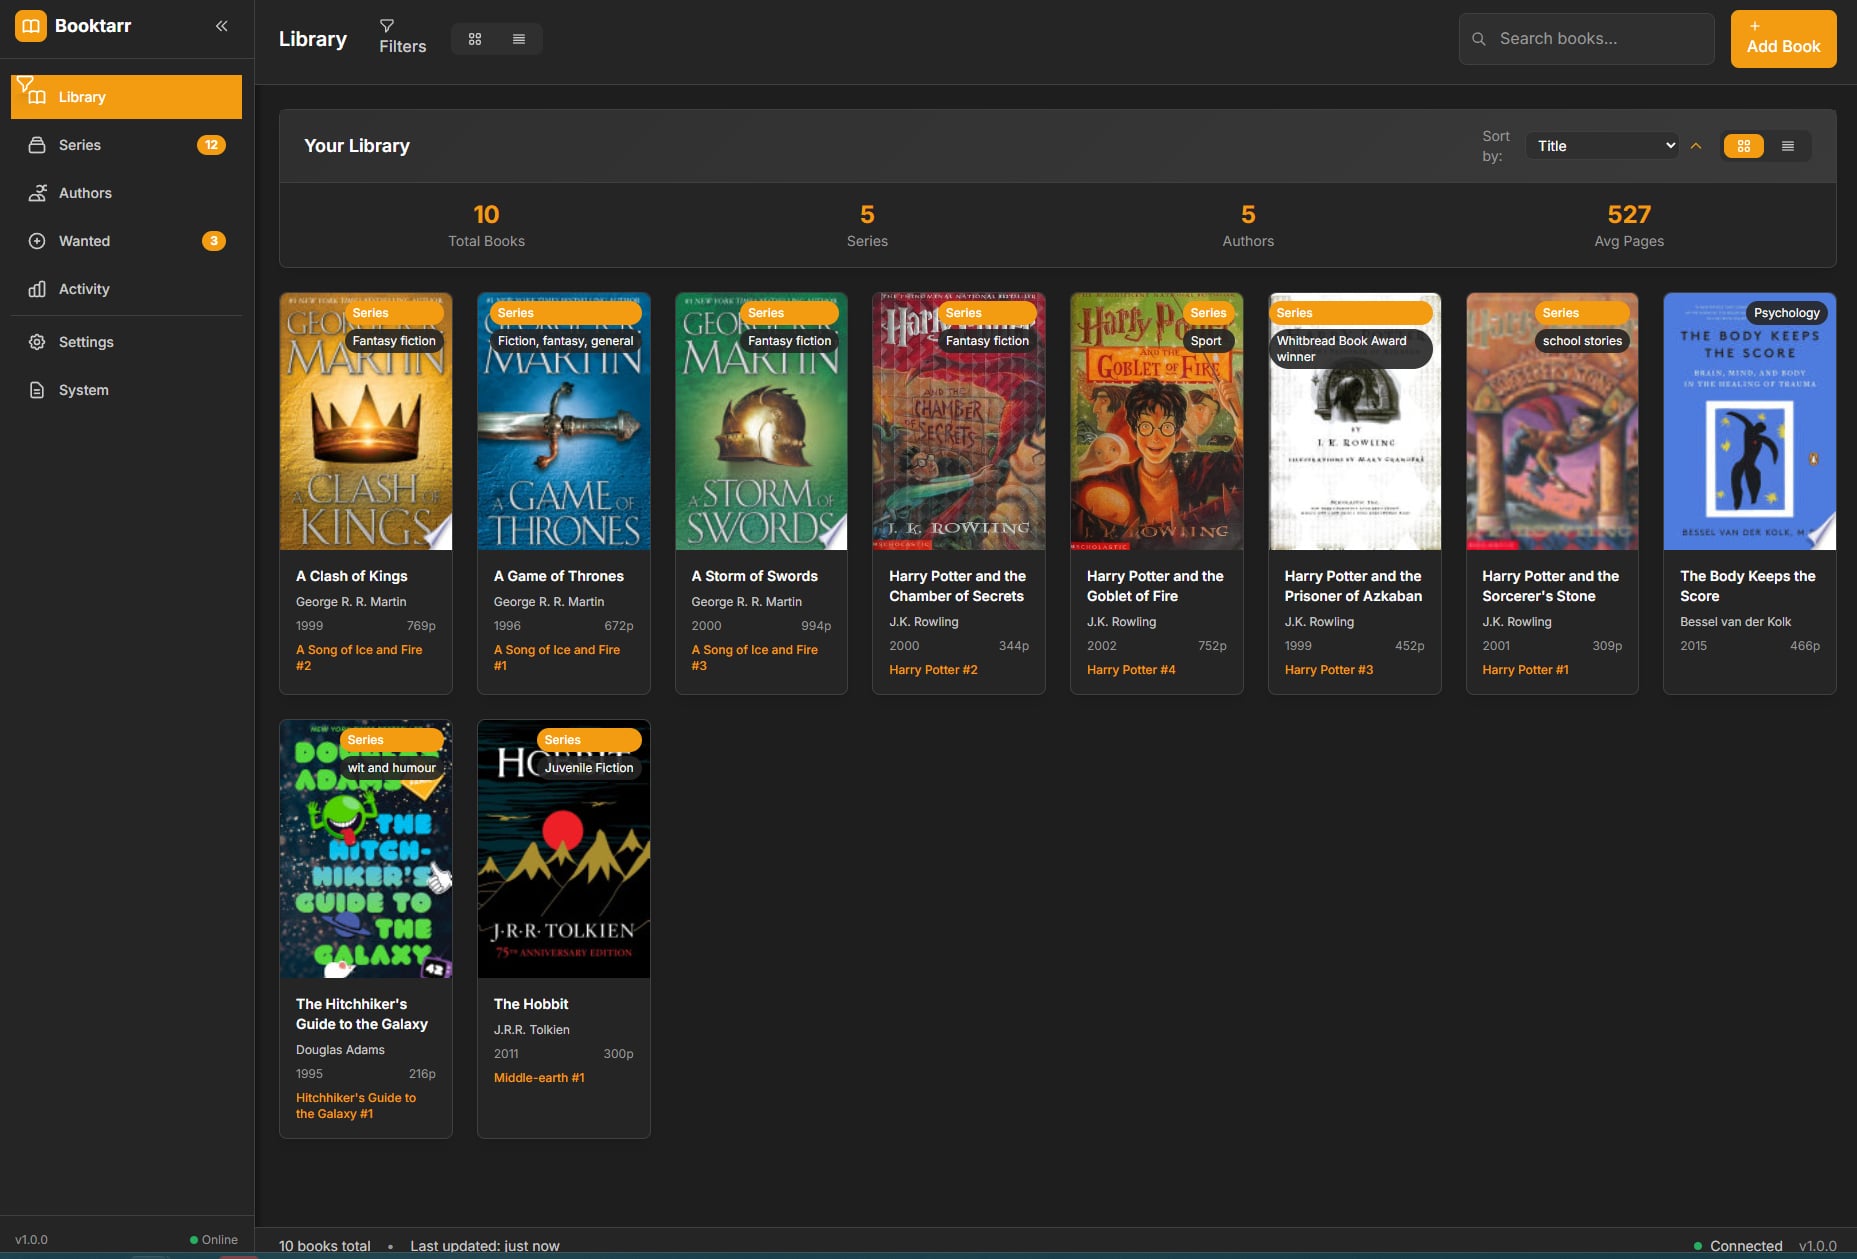 Booktarr
Library
Series 12
Authors
Wanted 3
Activity
Settings
System
v1.0.0 Online
Library
Filters
Search books...
+
Add Book
Your Library
Sort
by:
Title
10
Total Books
5
Series
5
Authors
527
Avg Pages
Series
Fantasy fiction
MARTIN
A CLASH OF
KINGS
A Clash of Kings
George R. R. Martin
1999 769p
A Song of Ice and Fire
#2
Series
Fiction, fantasy, general
MARTIN
A GAME OF
THRONES
A Game of Thrones
George R. R. Martin
1996 672p
A Song of Ice and Fire
#1
Series
Fantasy fiction
MARTIN
A STORM OF
SWORDS
A Storm of Swords
George R. R. Martin
2000 994p
A Song of Ice and Fire
#3
Series
Fantasy fiction
AND THE
CHAMBER
OF
SECRETS
J. K. ROWLING
SCHOLASTIC
Harry Potter and the
Chamber of Secrets
J.K. Rowling
2000 344p
Harry Potter #2
Series
Sport
Harry
AND THE
GOBLET OF FIRE
J. K. ROWLING
SCHOLASTIC
Harry Potter and the
Goblet of Fire
J.K. Rowling
2002 752p
Harry Potter #4
Series
Whitbread Book Award
winner
BY
J. K. ROWLING
ILLUSTRATIONS BY MARY GRANDPRÉ
Harry Potter and the
Prisoner of Azkaban
J.K. Rowling
1999 452p
Harry Potter #3
Series
school stories
Harry Potter and the
Sorcerer's Stone
J.K. Rowling
2001 309p
Harry Potter #1
Psychology
THE BODY KEEPS
THE SCORE
BRAIN, MIND, AND BODY
IN THE HEALING OF TRAUMA
BESSEL VAN DER KOLK, M.
The Body Keeps the
Score
Bessel van der Kolk
2015 466p
Series
wit and humour
ADAMS
THE
HITCH-
HIKER'S
GUIDE TO
THE
GALAXY
42
The Hitchhiker's
Guide to the Galaxy
Douglas Adams
1995 216p
Hitchhiker's Guide to
the Galaxy #1
Series
Juvenile Fiction
J·R·R·TOLKIEN
75TH ANNIVERSARY EDITION
The Hobbit
J.R.R. Tolkien
2011 300p
Middle-earth #1
10 books total • Last updated: just now
Connected v1.0.0